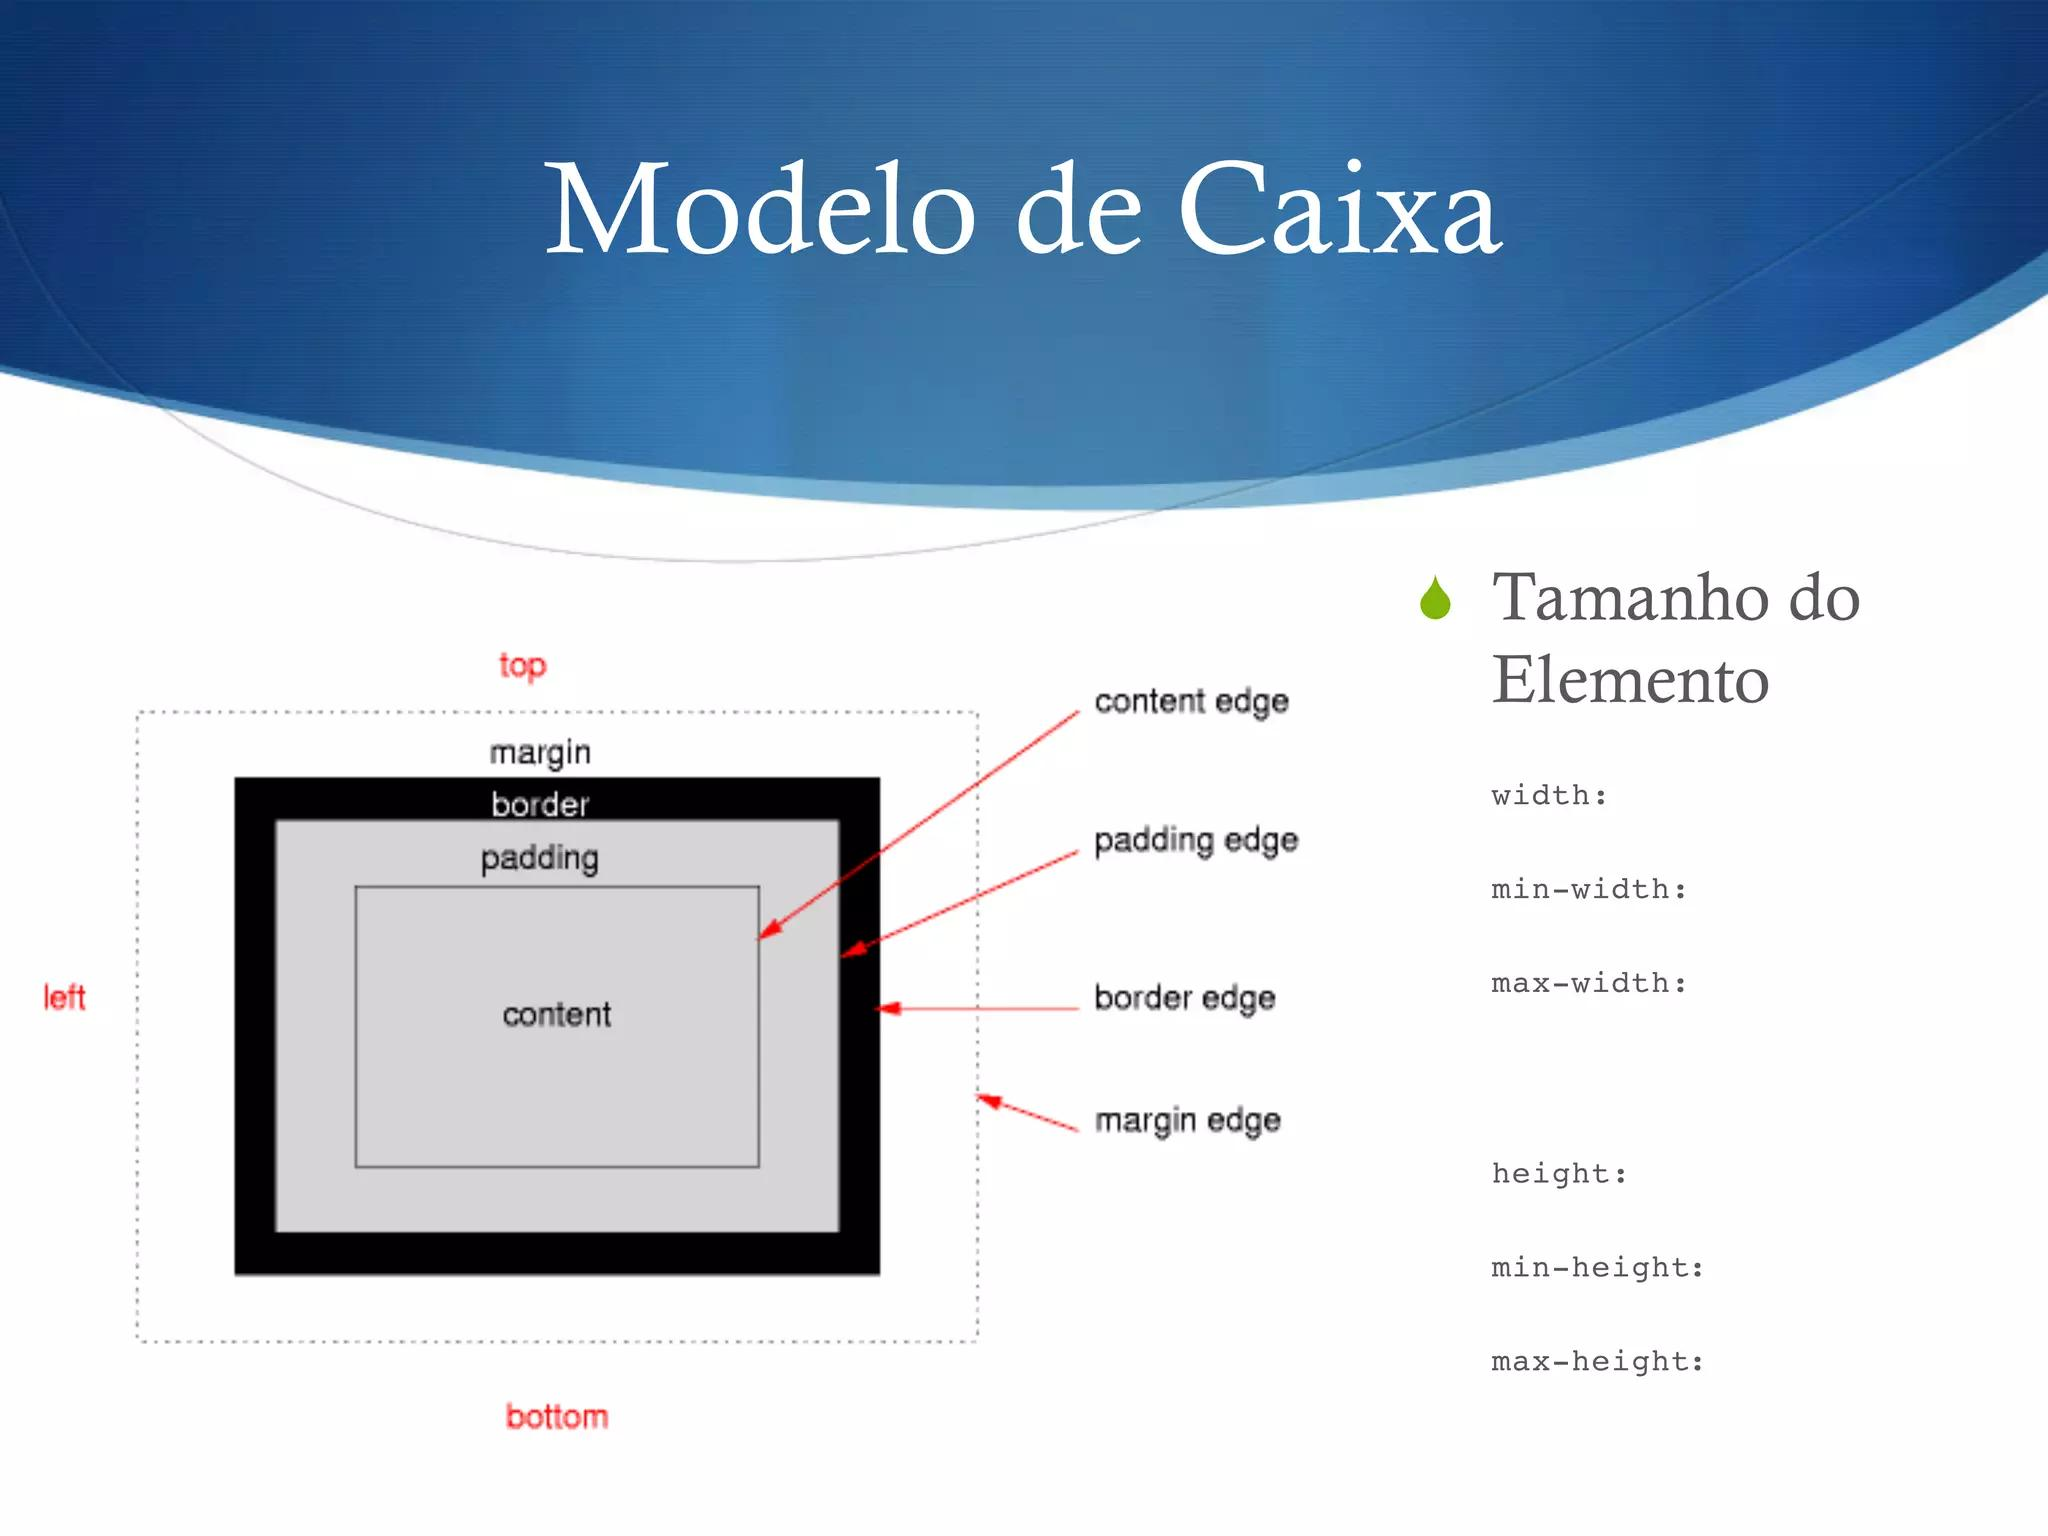 Modelo de Caixa
top
margin
border
padding
content
left
bottom
content edge
padding edge
border edge
margin edge
Tamanho do
Elemento
width:
min-width:
max-width:
height:
min-height:
max-height: